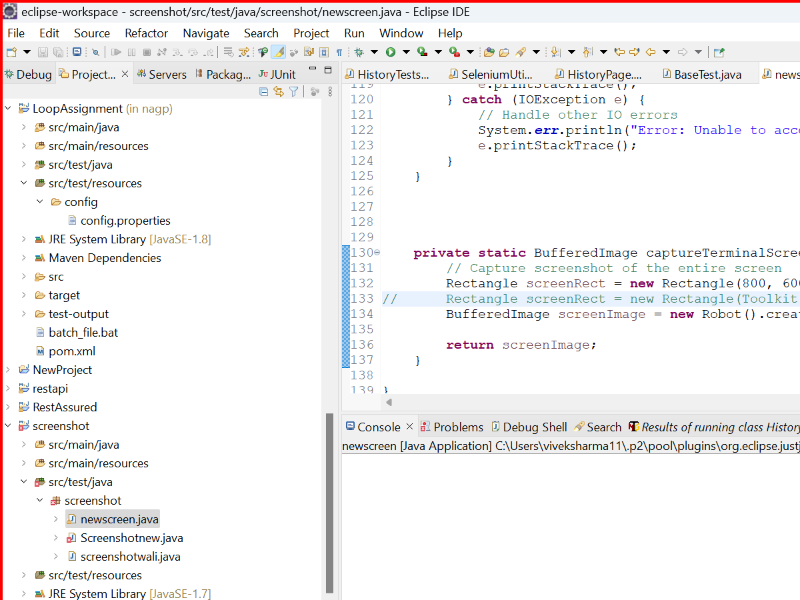 eclipse-workspace - screenshot/src/test/java/screenshot/newscreen.java - Eclipse IDE
File Edit Source Refactor Navigate Search Project Run Window Help
Debug Project... Servers Packag... JUnit
LoopAssignment (in nagp)
src/main/java
src/main/resources
src/test/java
src/test/resources
config
config.properties
JRE System Library [JavaSE-1.8]
Maven Dependencies
src
target
test-output
batch_file.bat
pom.xml
NewProject
restapi
RestAssured
screenshot
src/main/java
src/main/resources
src/test/java
screenshot
newscreen.java
Screenshotnew.java
screenshotwali.java
src/test/resources
JRE System Library [JavaSE-1.7]
HistoryTests... SeleniumUti... HistoryPage.... BaseTest.java news
119 e.printStackTrace();
120 } catch (IOException e) {
121 // Handle other IO errors
122 System.err.println("Error: Unable to acce
123 e.printStackTrace();
124 }
125 }
126
127
128
129
130 private static BufferedImage captureTerminalScree
131 // Capture screenshot of the entire screen
132 Rectangle screenRect = new Rectangle(800, 600
133 // Rectangle screenRect = new Rectangle(Toolkit
134 BufferedImage screenImage = new Robot().creat
135
136 return screenImage;
137 }
138
139 }
Console Problems Debug Shell Search Results of running class History
newscreen [Java Application] C:\Users\viveksharma11\.p2\pool\plugins\org.eclipse.justj